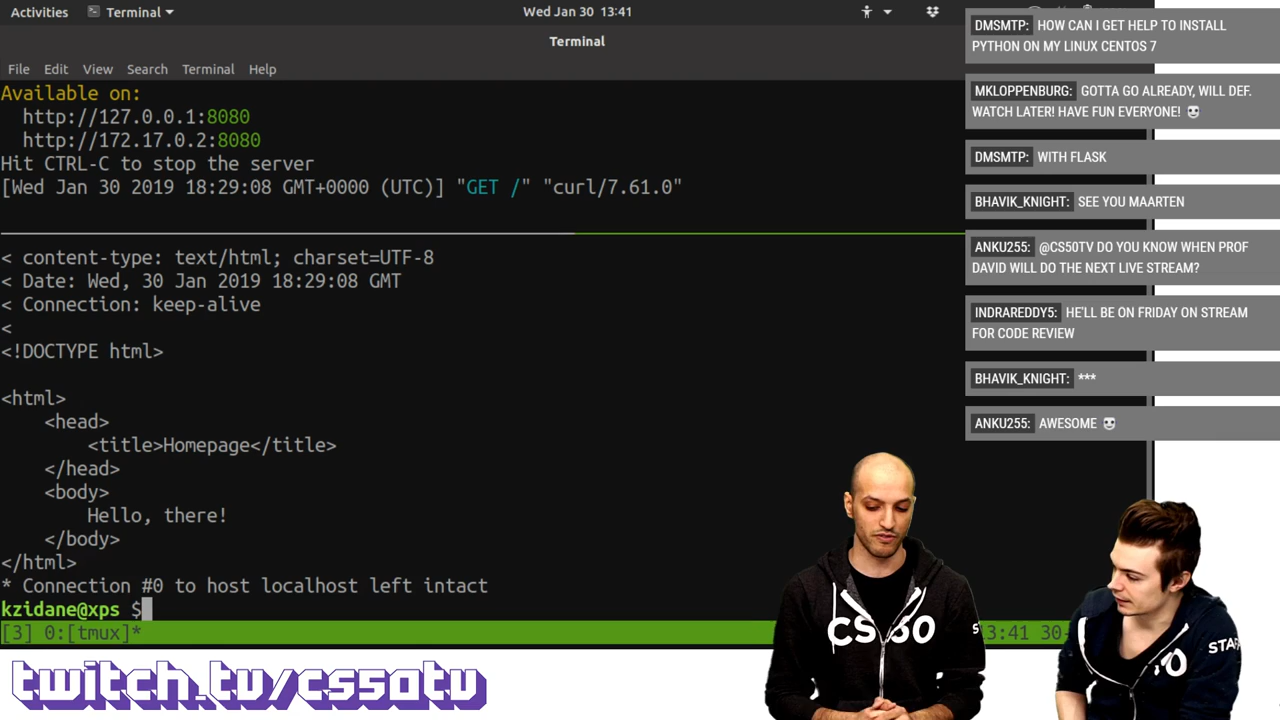 Activities Terminal Wed Jan 30 13:41
Terminal
File Edit View Search Terminal Help
Available on:
http://127.0.0.1:8080
http://172.17.0.2:8080
Hit CTRL-C to stop the server
[Wed Jan 30 2019 18:29:08 GMT+0000 (UTC)] "GET /" "curl/7.61.0"
< content-type: text/html; charset=UTF-8
< Date: Wed, 30 Jan 2019 18:29:08 GMT
< Connection: keep-alive
<
<!DOCTYPE html>
<html>
<head>
<title>Homepage</title>
</head>
<body>
Hello, there!
</body>
</html>
* Connection #0 to host localhost left intact
kzidane@xps $
[3] 0:[tmux]* 13:41 30-
DMSMTP: HOW CAN I GET HELP TO INSTALL
PYTHON ON MY LINUX CENTOS 7
MKLOPPENBURG: GOTTA GO ALREADY, WILL DEF.
WATCH LATER! HAVE FUN EVERYONE!
DMSMTP: WITH FLASK
BHAVIK_KNIGHT: SEE YOU MAARTEN
ANKU255: @CS50TV DO YOU KNOW WHEN PROF
DAVID WILL DO THE NEXT LIVE STREAM?
INDRAREDDY5: HE'LL BE ON FRIDAY ON STREAM
FOR CODE REVIEW
BHAVIK_KNIGHT: ***
ANKU255: AWESOME
CS50
twitch.tv/cs50tv